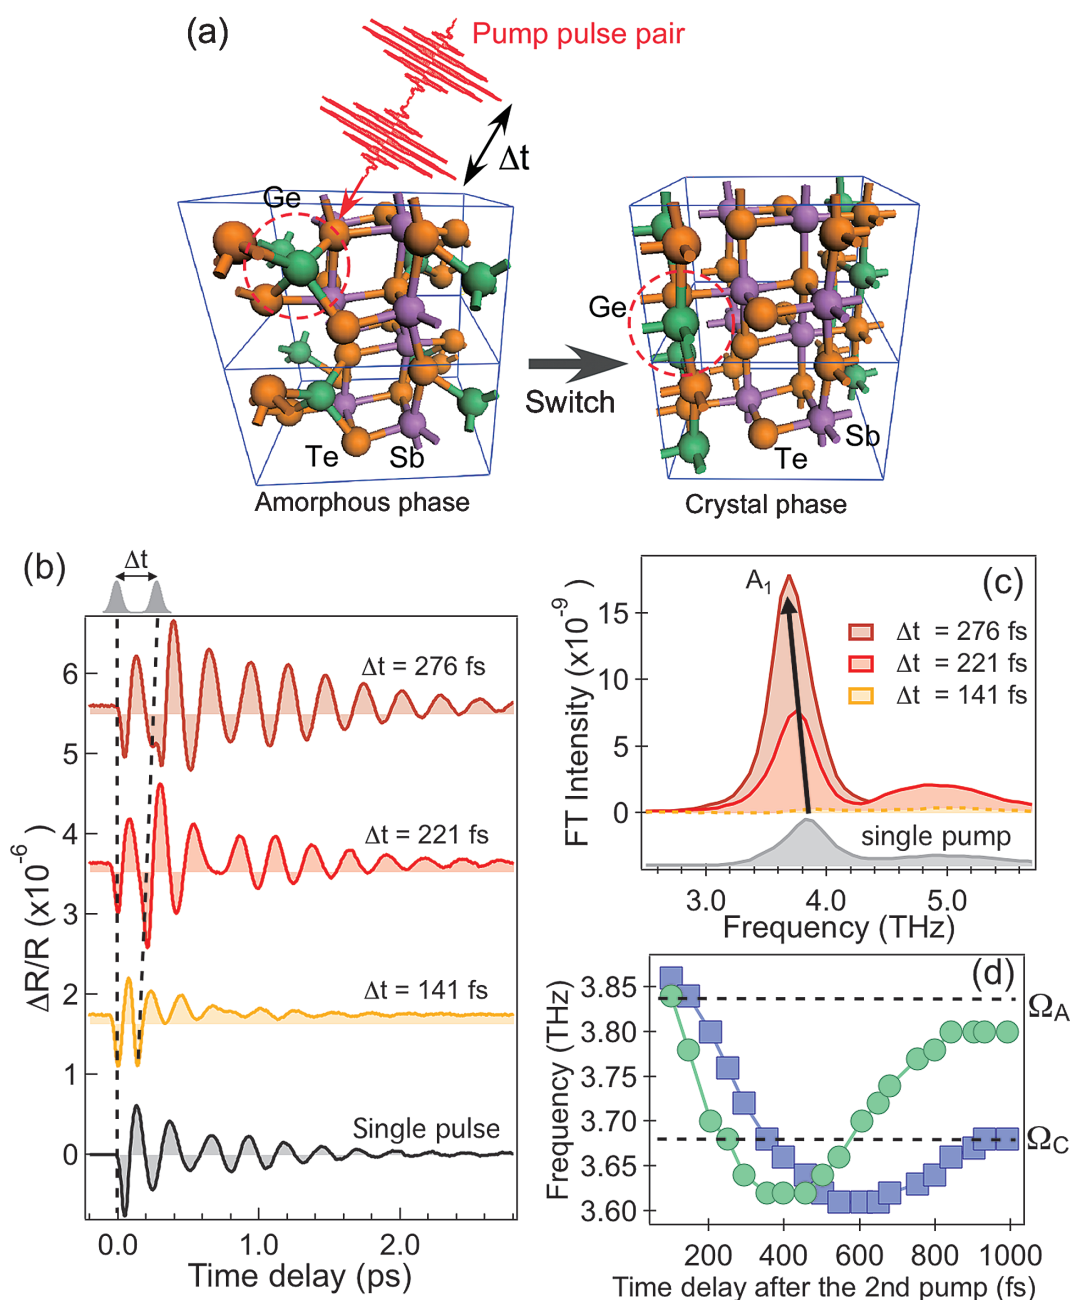 (a)
Pump pulse pair
Δt
Ge
Ge
Switch
Te
Sb
Te
Sb
Amorphous phase
Crystal phase
(b)
Δt
Δt = 276 fs
Δt = 221 fs
Δt = 141 fs
Single pulse
6
5
4
3
2
1
0
ΔR/R (x10-6)
0.0
1.0
2.0
Time delay (ps)
(c)
A1
Δt = 276 fs
Δt = 221 fs
Δt = 141 fs
single pump
15
10
5
0
FT Intensity (x10-9)
3.0
4.0
5.0
Frequency (THz)
(d)
ΩA
ΩC
3.85
3.80
3.75
3.70
3.65
3.60
Frequency (THz)
200
400
600
800
1000
Time delay after the 2nd pump (fs)